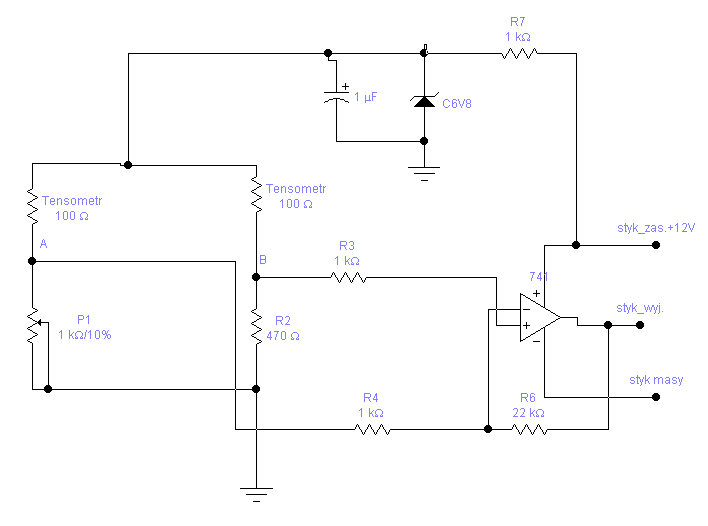 R7
1 kΩ
+
1 µF
C6V8
Tensometr
100 Ω
Tensometr
100 Ω
styk_zas.+12V
A
B
R3
1 kΩ
741
+
styk_wyj.
−
+
P1
1 kΩ/10%
R2
470 Ω
−
styk masy
R4
1 kΩ
R6
22 kΩ